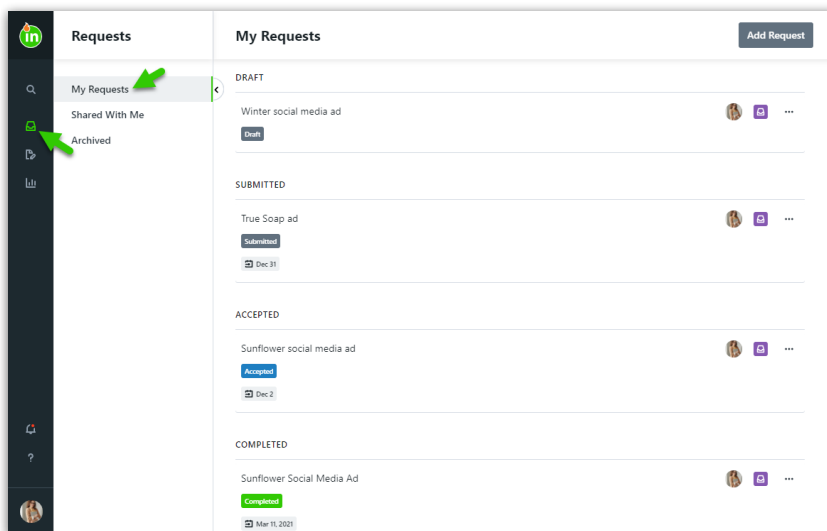 in
Requests
My Requests
Add Request
My Requests
Shared With Me
Archived
DRAFT
Winter social media ad
Draft
SUBMITTED
True Soap ad
Submitted
Dec 31
ACCEPTED
Sunflower social media ad
Accepted
Dec 2
COMPLETED
Sunflower Social Media Ad
Completed
Mar 11, 2021
?